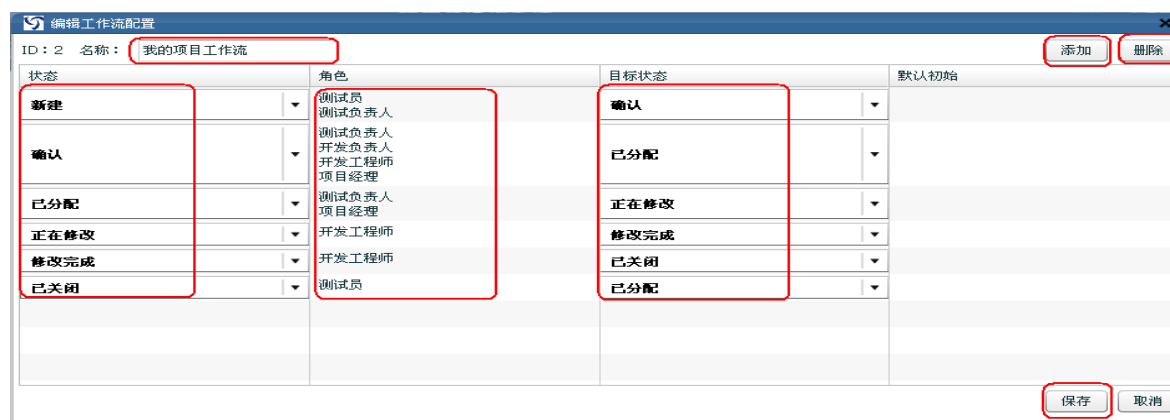 编辑工作流配置
ID：2 名称： 我的项目工作流 添加 删除
状态 角色 目标状态 默认初始
新建 测试员 确认
测试负责人
确认 测试负责人 已分配
开发负责人
开发工程师
项目经理
已分配 测试负责人 正在修改
项目经理
正在修改 开发工程师 修改完成
修改完成 开发工程师 已关闭
已关闭 测试员 已分配
保存 取消